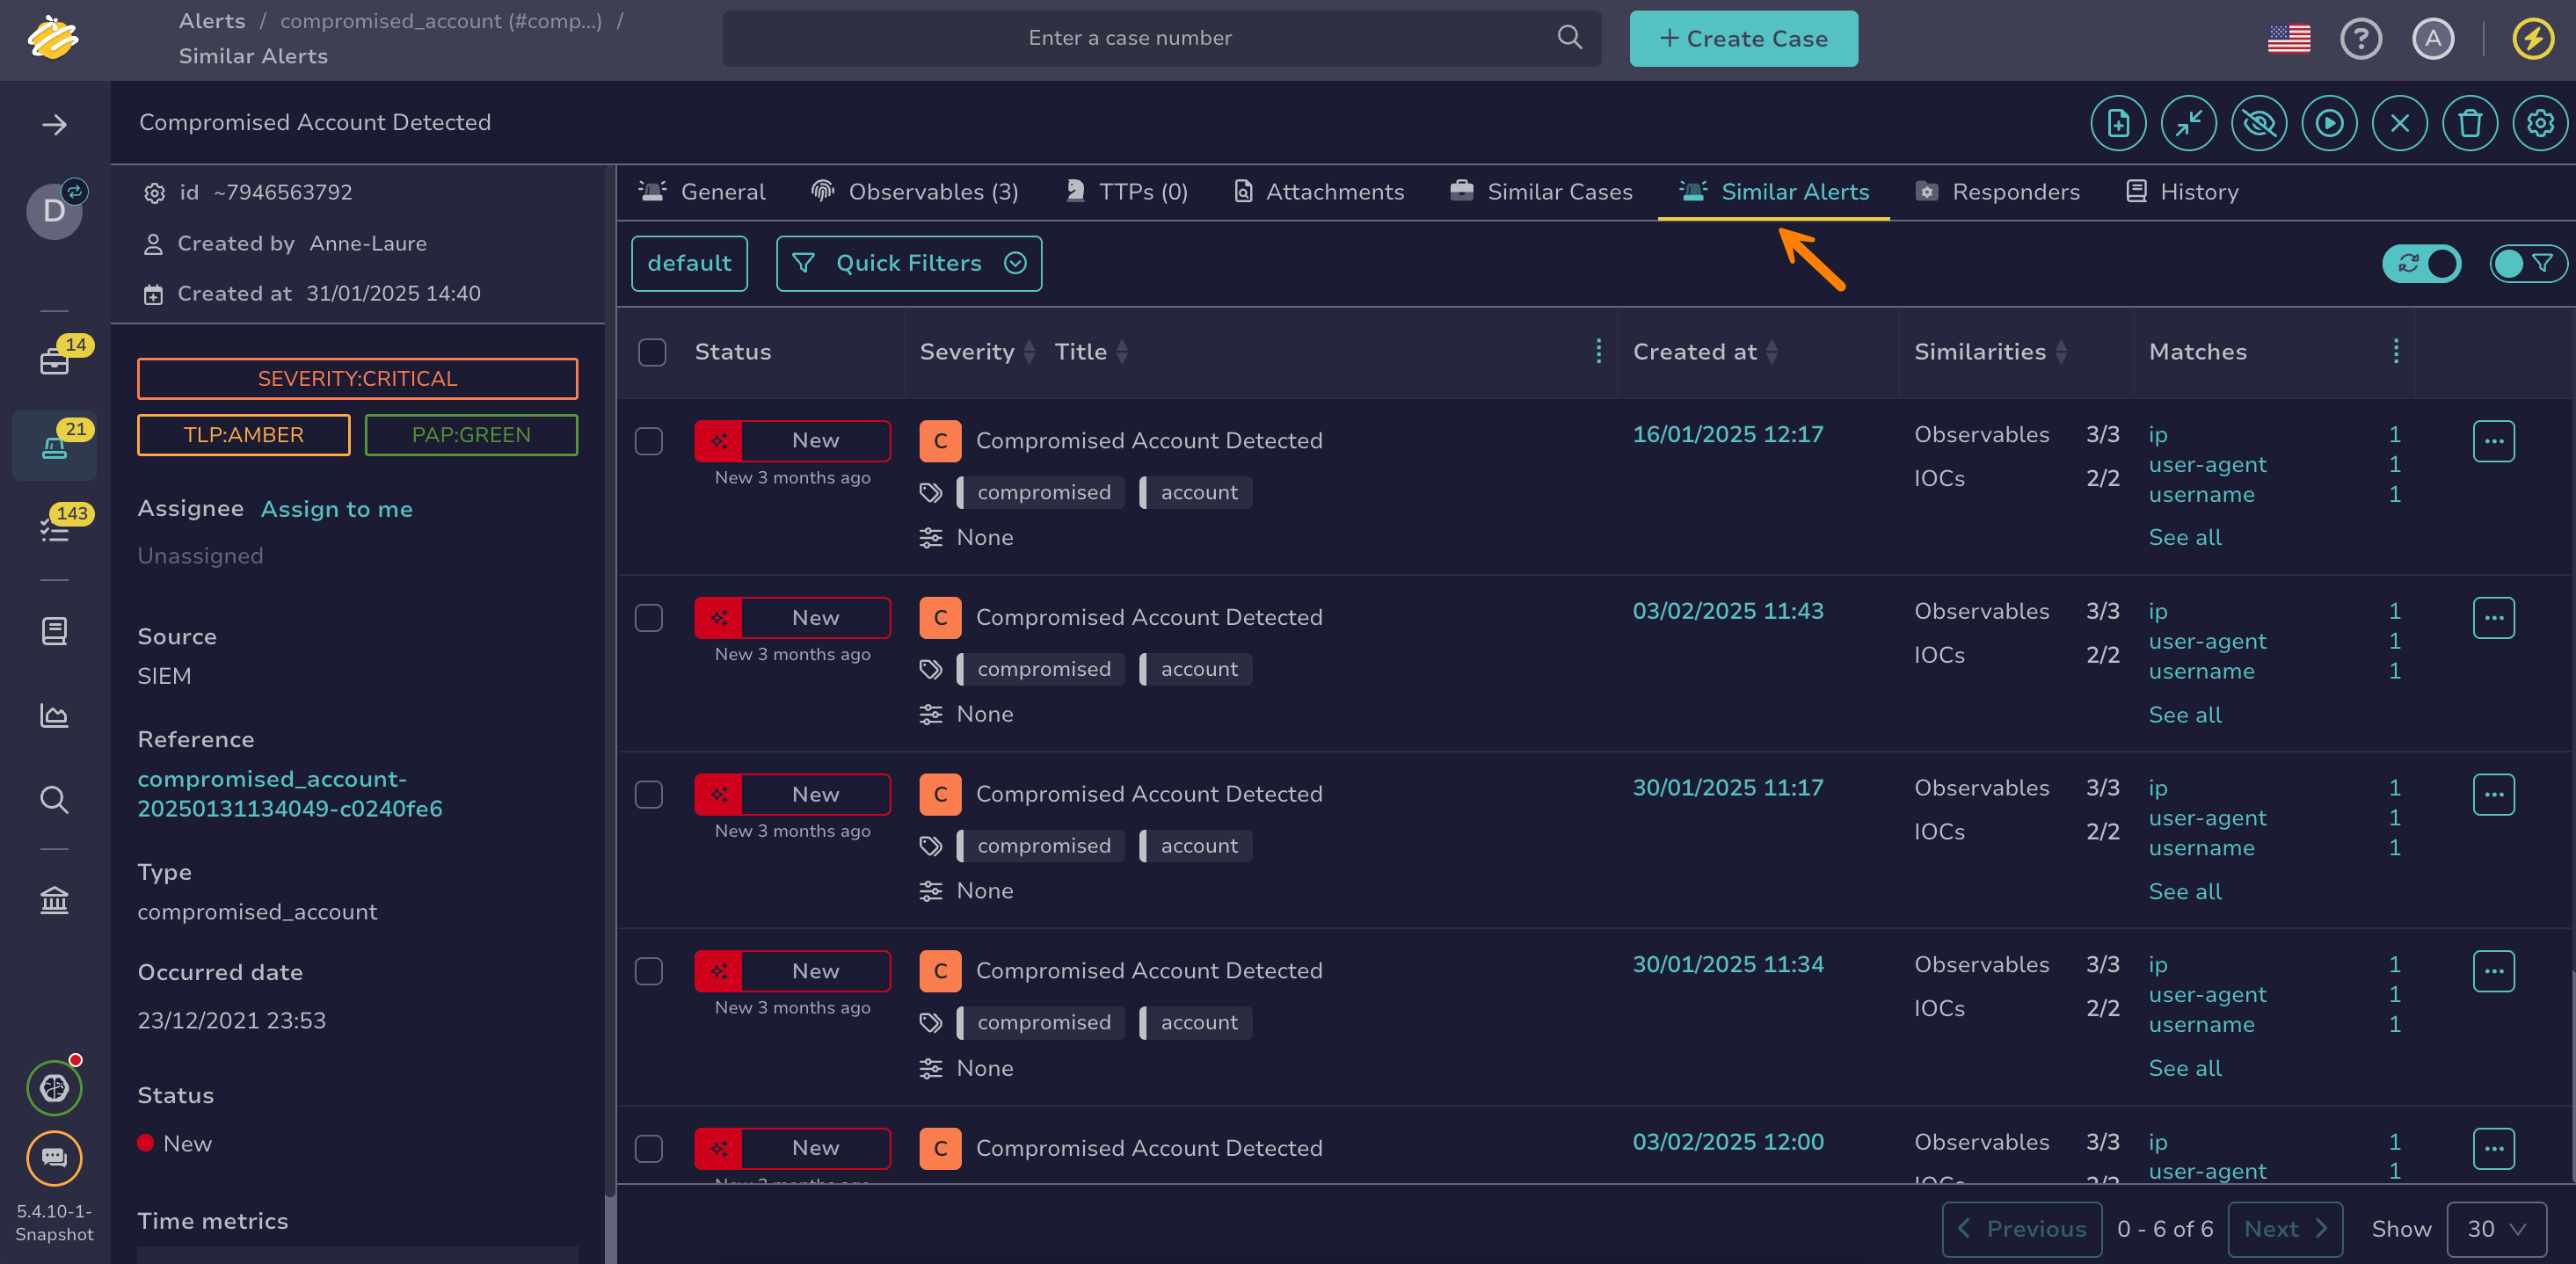 Alerts / compromised_account (#comp...) /
Similar Alerts
Enter a case number
+ Create Case
A
Compromised Account Detected
D
14
21
143
5.4.10-1-
Snapshot
id ~7946563792
Created by Anne-Laure
Created at 31/01/2025 14:40
SEVERITY:CRITICAL
TLP:AMBER
PAP:GREEN
Assignee Assign to me
Unassigned
Source
SIEM
Reference
compromised_account-
20250131134049-c0240fe6
Type
compromised_account
Occurred date
23/12/2021 23:53
Status
New
Time metrics
General
Observables (3)
TTPs (0)
Attachments
Similar Cases
Similar Alerts
Responders
History
default
Quick Filters
Status Severity Title Created at Similarities Matches
New C Compromised Account Detected 16/01/2025 12:17 Observables 3/3 ip 1
New 3 months ago user-agent 1
compromised account IOCs 2/2 username 1
None See all
New C Compromised Account Detected 03/02/2025 11:43 Observables 3/3 ip 1
New 3 months ago user-agent 1
compromised account IOCs 2/2 username 1
None See all
New C Compromised Account Detected 30/01/2025 11:17 Observables 3/3 ip 1
New 3 months ago user-agent 1
compromised account IOCs 2/2 username 1
None See all
New C Compromised Account Detected 30/01/2025 11:34 Observables 3/3 ip 1
New 3 months ago user-agent 1
compromised account IOCs 2/2 username 1
None See all
New C Compromised Account Detected 03/02/2025 12:00 Observables 3/3 ip 1
user-agent 1
Previous 0 - 6 of 6 Next Show 30